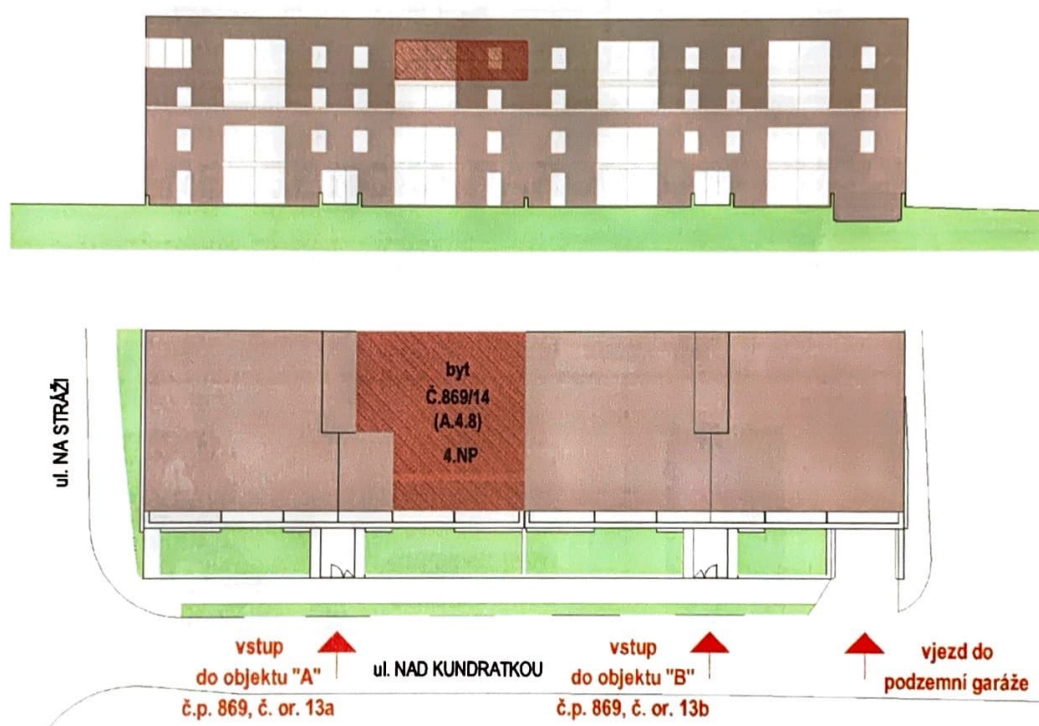 byt
Č.869/14
(A.4.8)
4.NP
ul. NA STRÁŽI
vstup
do objektu "A"
č.p. 869, č. or. 13a
ul. NAD KUNDRATKOU
vstup
do objektu "B"
č.p. 869, č. or. 13b
vjezd do
podzemní garáže